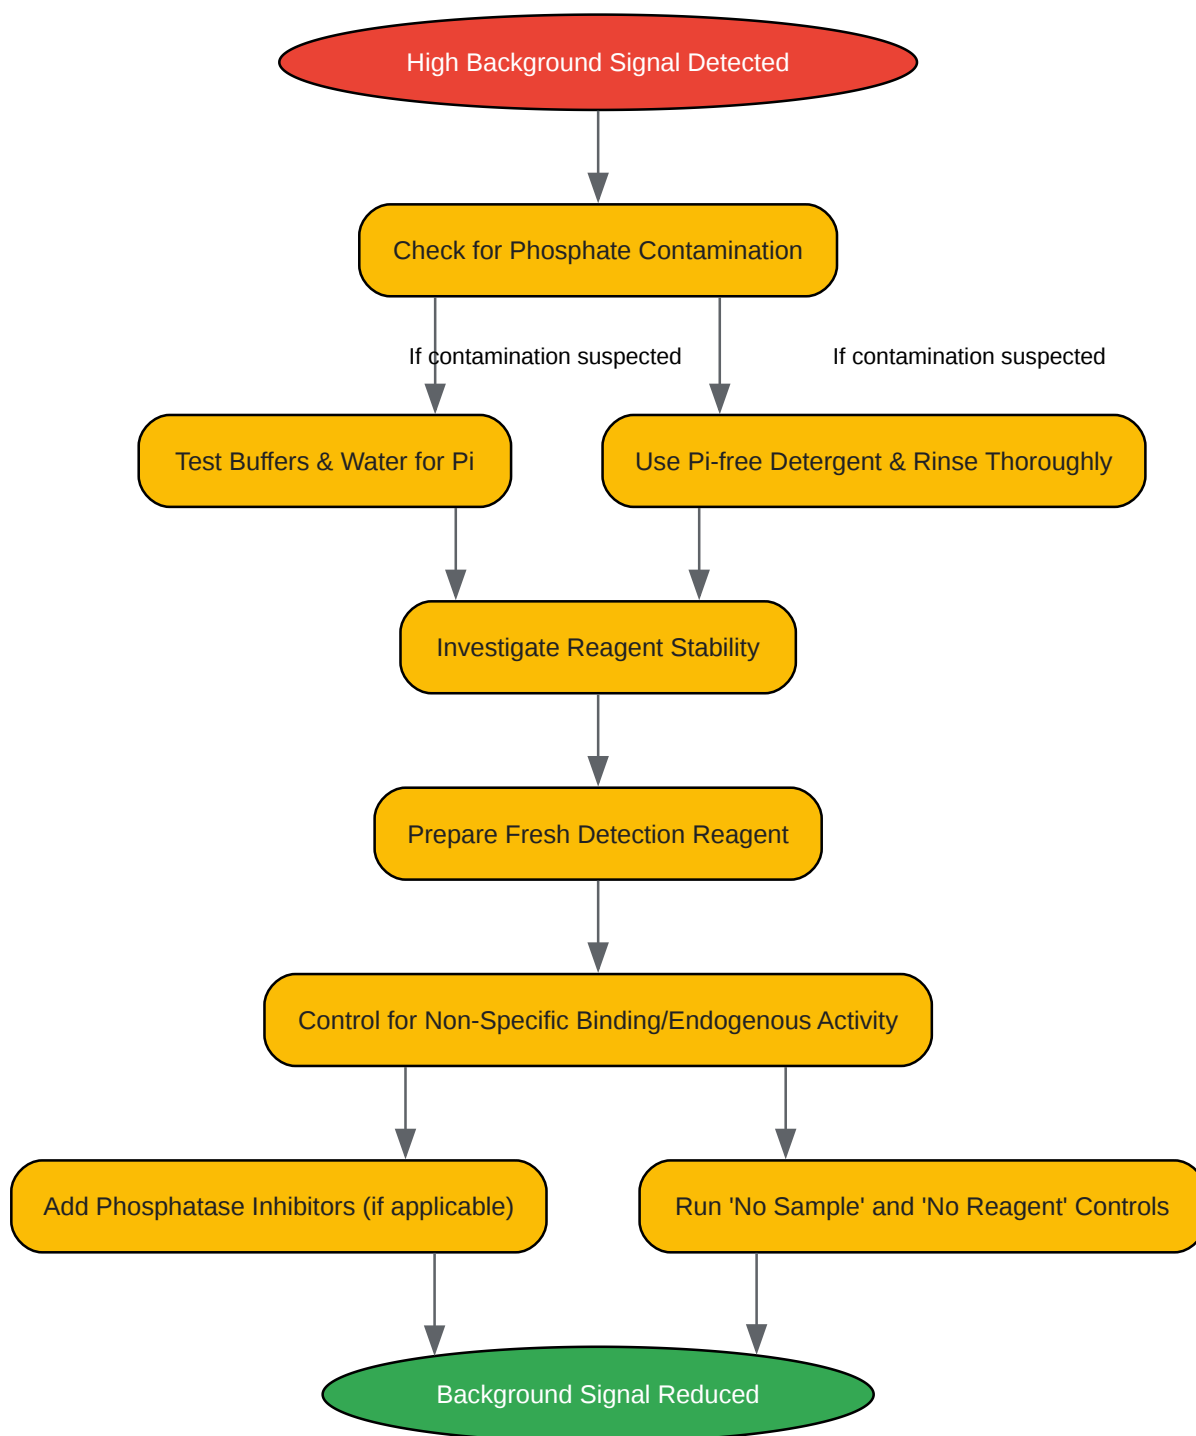 High Background Signal Detected
Check for Phosphate Contamination
If contamination suspected
If contamination suspected
Test Buffers & Water for Pi
Use Pi-free Detergent & Rinse Thoroughly
Investigate Reagent Stability
Prepare Fresh Detection Reagent
Control for Non-Specific Binding/Endogenous Activity
Add Phosphatase Inhibitors (if applicable)
Run 'No Sample' and 'No Reagent' Controls
Background Signal Reduced